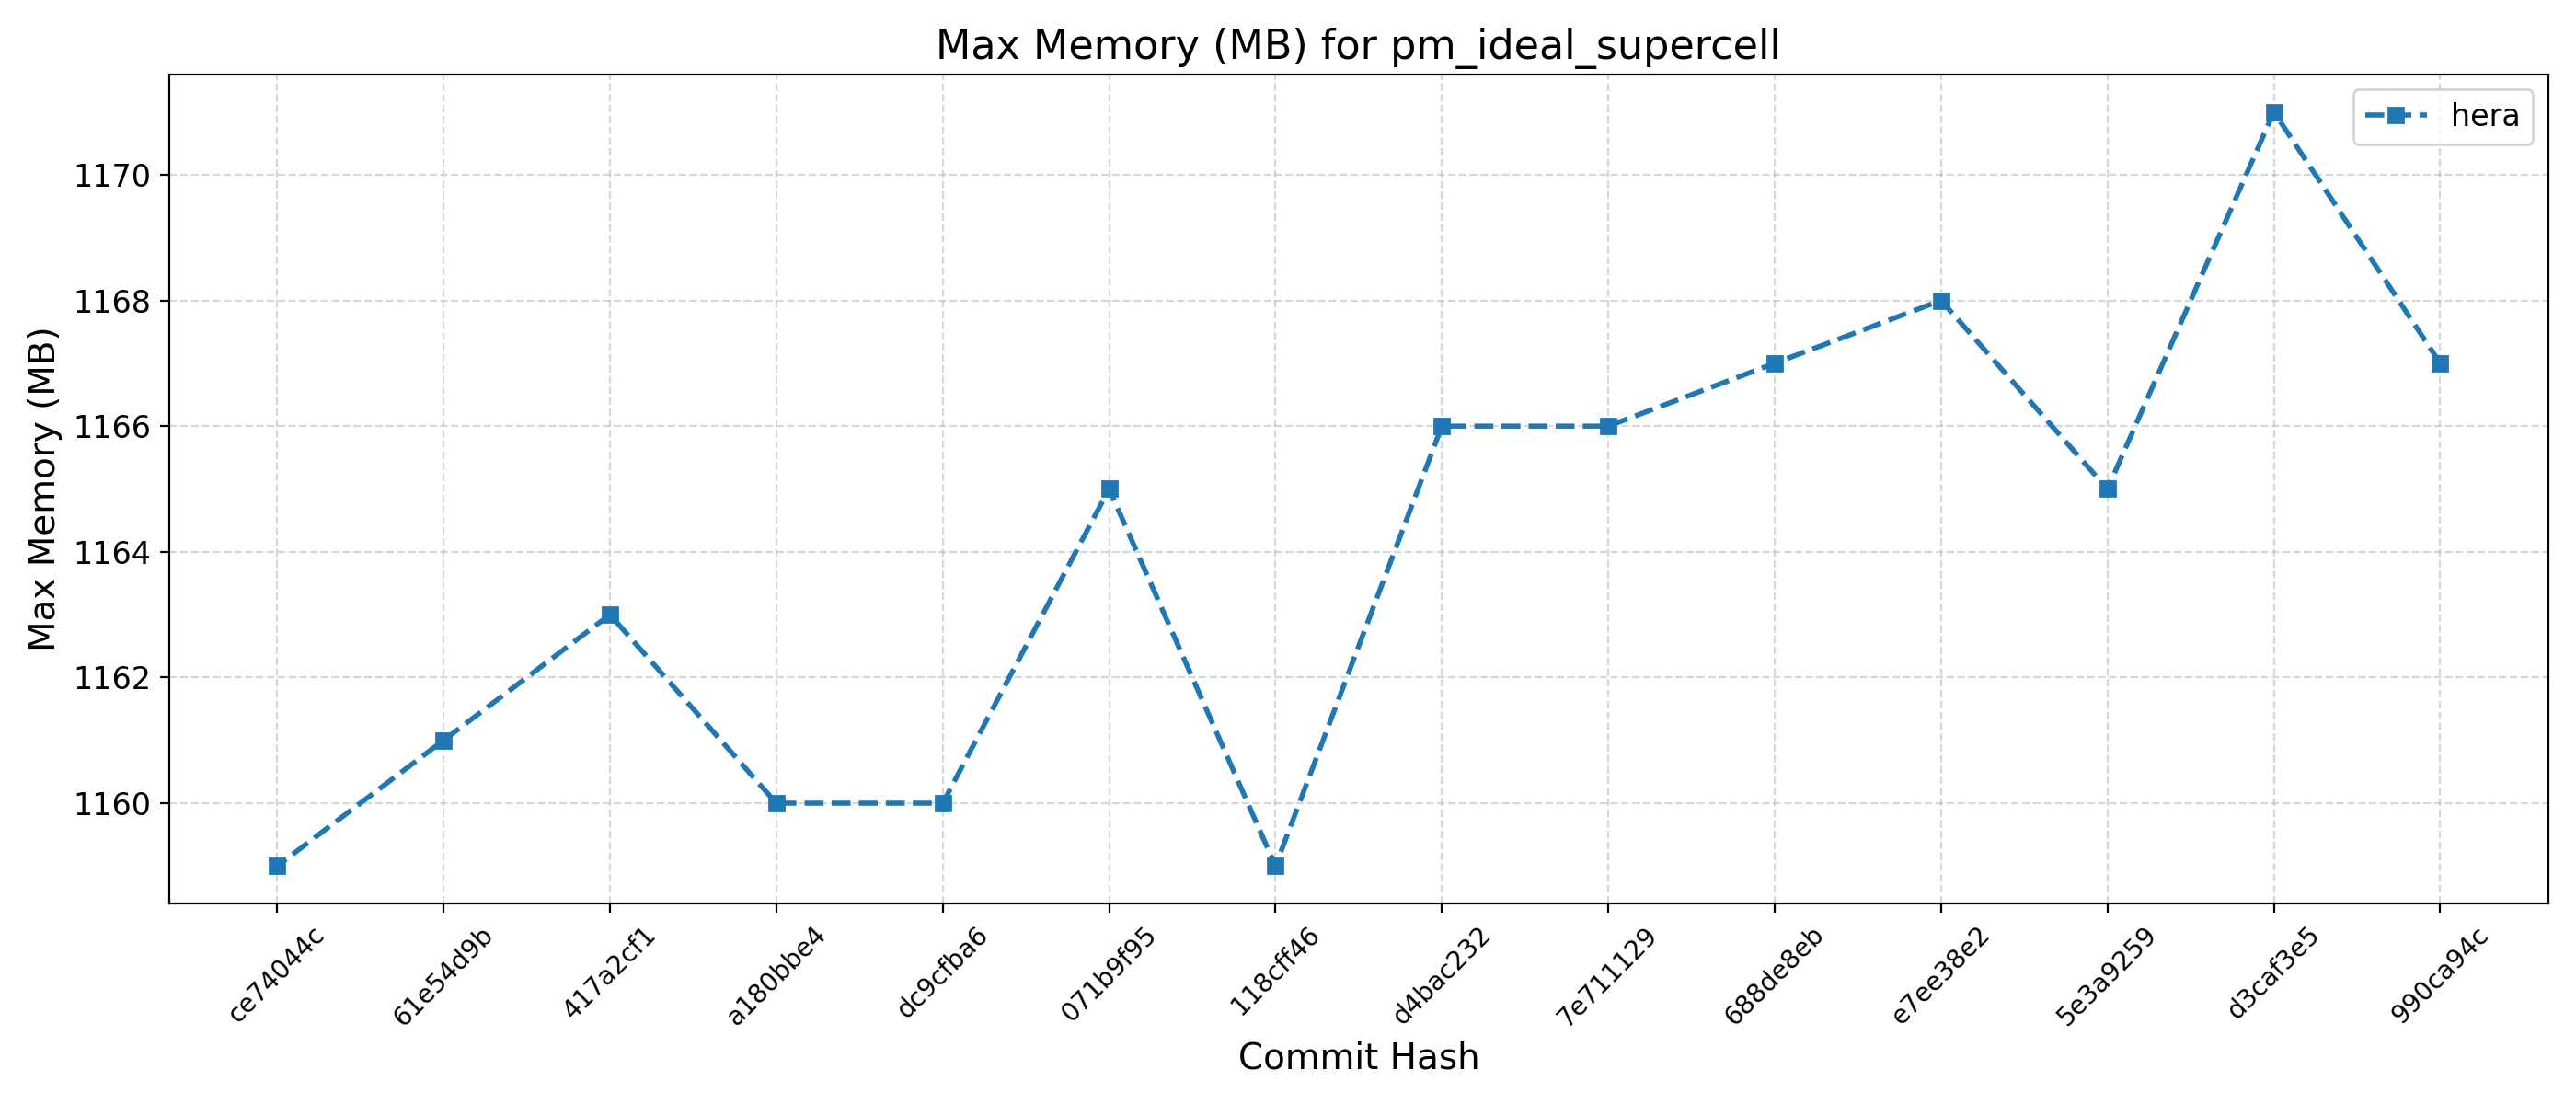 Max Memory (MB) for pm_ideal_supercell
hera
Max Memory (MB)
1170
1168
1166
1164
1162
1160
ce74044c
61e54d9b
417a2cf1
a180bbe4
dc9cfba6
071b9f95
118cff46
d4bac232
7e711129
688de8eb
e7ee38e2
5e3a9259
d3caf3e5
990ca94c
Commit Hash